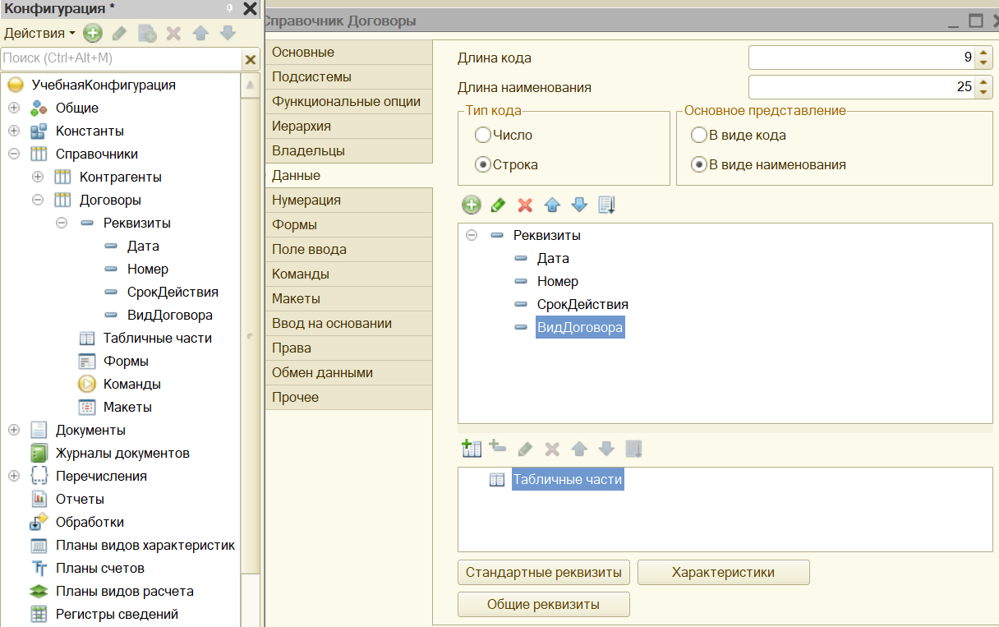 Конфигурация *
Действия
Поиск (Ctrl+Alt+M)
УчебнаяКонфигурация
Общие
Константы
Справочники
Контрагенты
Договоры
Реквизиты
Дата
Номер
СрокДействия
ВидДоговора
Табличные части
Формы
Команды
Макеты
Документы
Журналы документов
Перечисления
Отчеты
Обработки
Планы видов характеристик
Планы счетов
Планы видов расчета
Регистры сведений
Справочник Договоры
Основные
Подсистемы
Функциональные опции
Иерархия
Владельцы
Данные
Нумерация
Формы
Поле ввода
Команды
Макеты
Ввод на основании
Права
Обмен данными
Прочее
Длина кода 9
Длина наименования 25
Тип кода
Число
Строка
Основное представление
В виде кода
В виде наименования
Реквизиты
Дата
Номер
СрокДействия
ВидДоговора
Табличные части
Стандартные реквизиты
Характеристики
Общие реквизиты